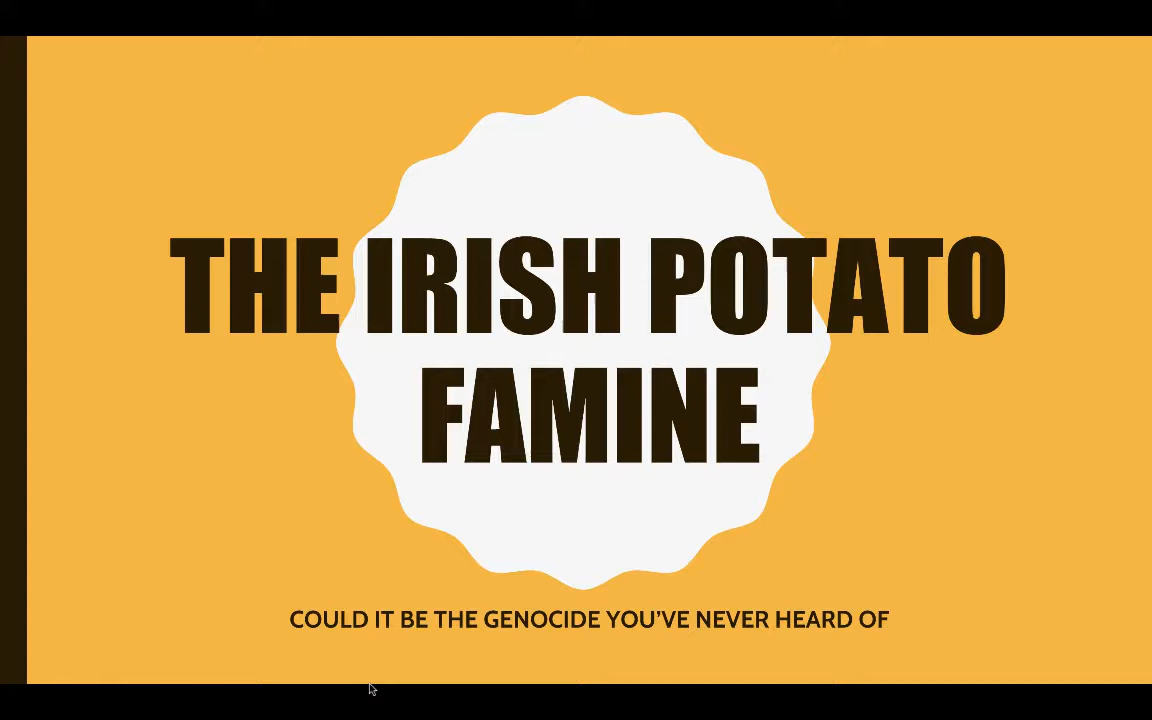 THE IRISH POTATO
FAMINE
COULD IT BE THE GENOCIDE YOU'VE NEVER HEARD OF